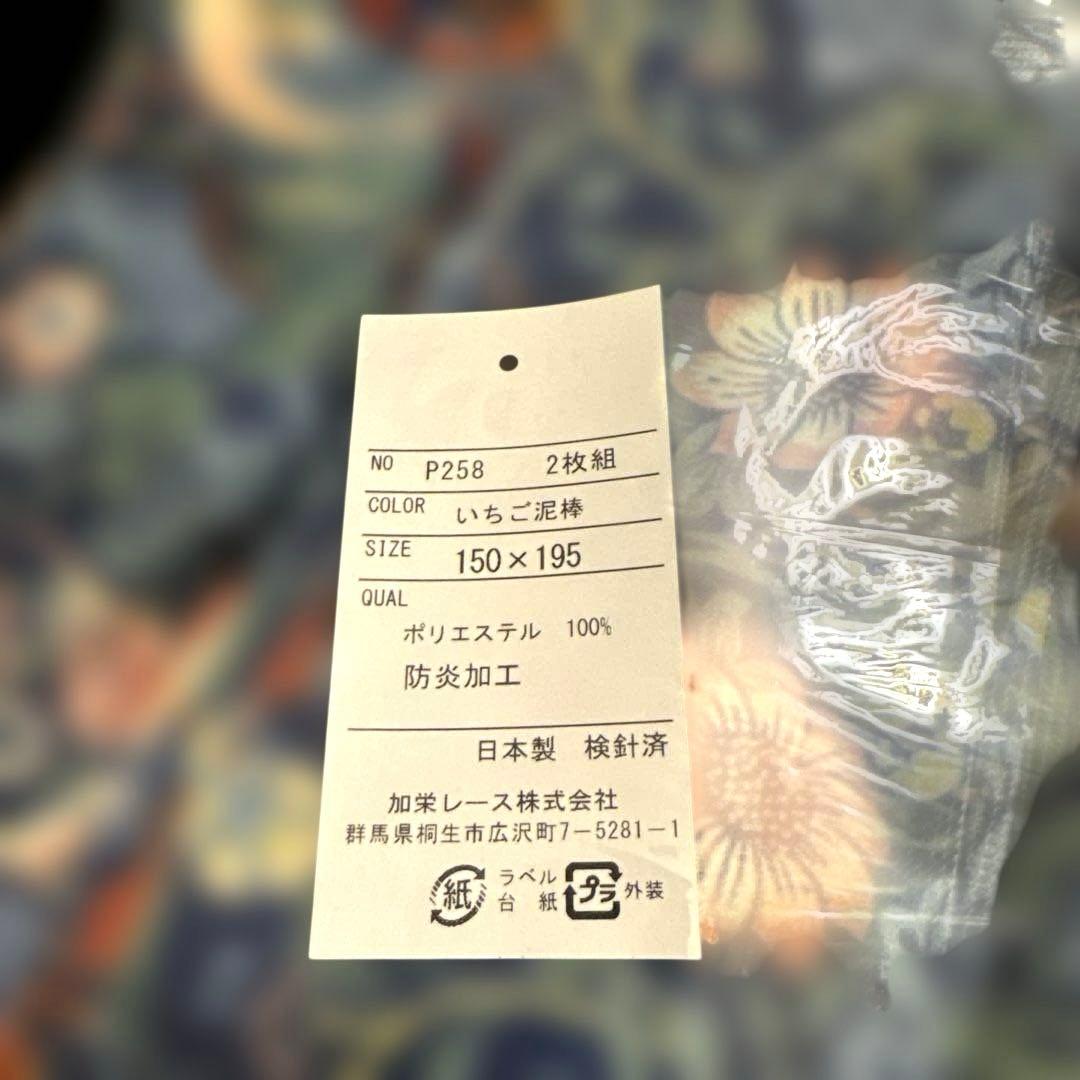 NO P258 2枚組
COLOR いちご泥棒
SIZE 150×195
QUAL
ポリエステル 100%
防炎加工
日本製 検針済
加栄レース株式会社
群馬県桐生市広沢町7-5281-1
紙 ラベル 台紙 プラ 外装